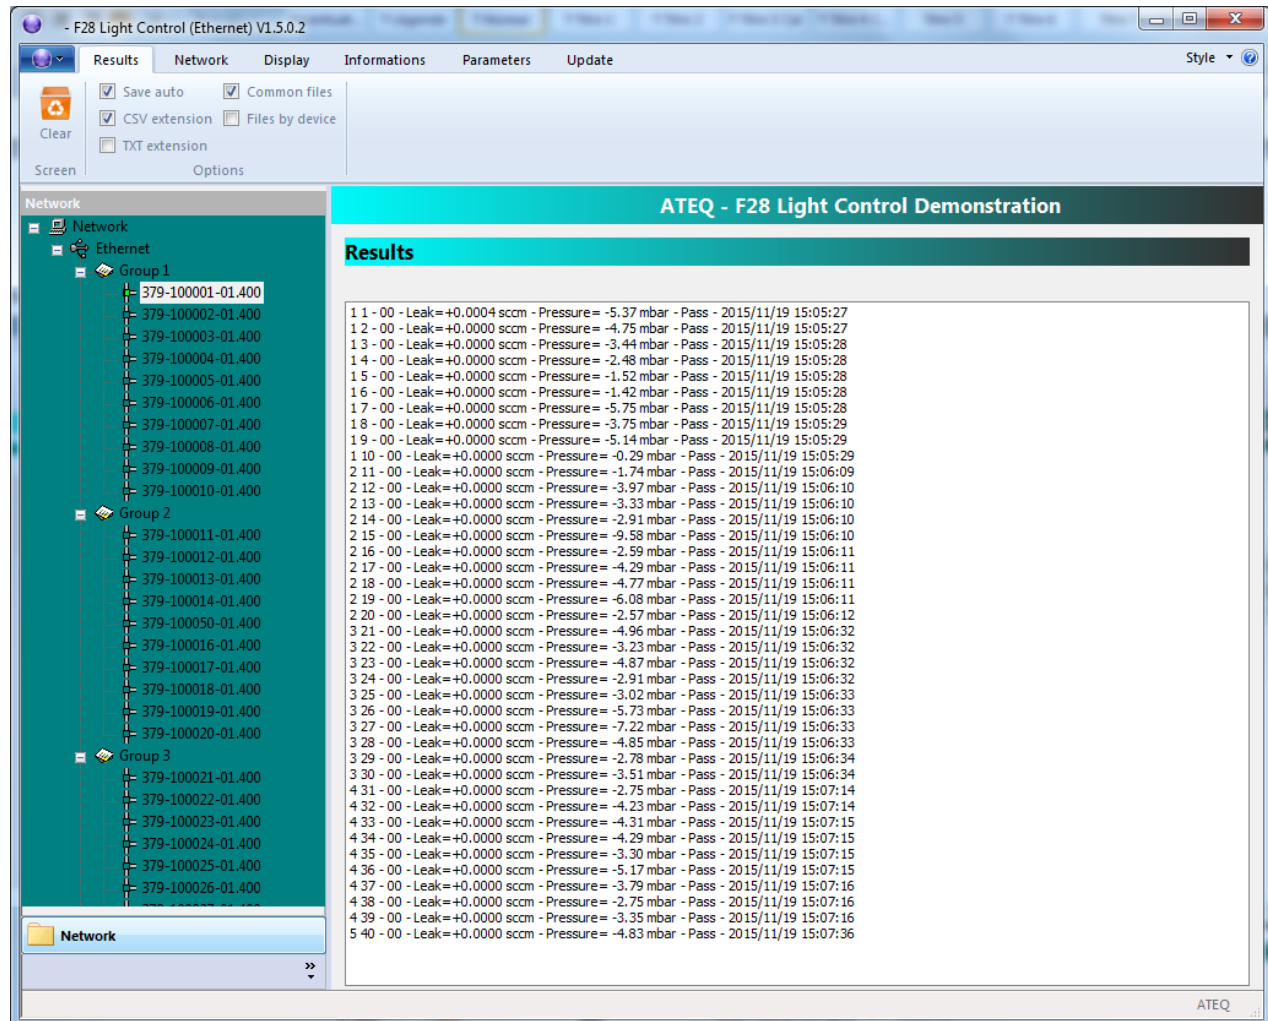 - F28 Light Control (Ethernet) V1.5.0.2
Results Network Display Informations Parameters Update Style
Save auto Common files
CSV extension Files by device
Clear
TXT extension
Screen Options
Network
Network
Ethernet
Group 1
379-100001-01.400
379-100002-01.400
379-100003-01.400
379-100004-01.400
379-100005-01.400
379-100006-01.400
379-100007-01.400
379-100008-01.400
379-100009-01.400
379-100010-01.400
Group 2
379-100011-01.400
379-100012-01.400
379-100013-01.400
379-100014-01.400
379-100050-01.400
379-100016-01.400
379-100017-01.400
379-100018-01.400
379-100019-01.400
379-100020-01.400
Group 3
379-100021-01.400
379-100022-01.400
379-100023-01.400
379-100024-01.400
379-100025-01.400
379-100026-01.400
Network
ATEQ - F28 Light Control Demonstration
Results
1 1 - 00 - Leak=+0.0004 sccm - Pressure= -5.37 mbar - Pass - 2015/11/19 15:05:27
1 2 - 00 - Leak=+0.0000 sccm - Pressure= -4.75 mbar - Pass - 2015/11/19 15:05:27
1 3 - 00 - Leak=+0.0000 sccm - Pressure= -3.44 mbar - Pass - 2015/11/19 15:05:28
1 4 - 00 - Leak=+0.0000 sccm - Pressure= -2.48 mbar - Pass - 2015/11/19 15:05:28
1 5 - 00 - Leak=+0.0000 sccm - Pressure= -1.52 mbar - Pass - 2015/11/19 15:05:28
1 6 - 00 - Leak=+0.0000 sccm - Pressure= -1.42 mbar - Pass - 2015/11/19 15:05:28
1 7 - 00 - Leak=+0.0000 sccm - Pressure= -5.75 mbar - Pass - 2015/11/19 15:05:28
1 8 - 00 - Leak=+0.0000 sccm - Pressure= -3.75 mbar - Pass - 2015/11/19 15:05:29
1 9 - 00 - Leak=+0.0000 sccm - Pressure= -5.14 mbar - Pass - 2015/11/19 15:05:29
1 10 - 00 - Leak=+0.0000 sccm - Pressure= -0.29 mbar - Pass - 2015/11/19 15:05:29
2 11 - 00 - Leak=+0.0000 sccm - Pressure= -1.74 mbar - Pass - 2015/11/19 15:06:09
2 12 - 00 - Leak=+0.0000 sccm - Pressure= -3.97 mbar - Pass - 2015/11/19 15:06:10
2 13 - 00 - Leak=+0.0000 sccm - Pressure= -3.33 mbar - Pass - 2015/11/19 15:06:10
2 14 - 00 - Leak=+0.0000 sccm - Pressure= -2.91 mbar - Pass - 2015/11/19 15:06:10
2 15 - 00 - Leak=+0.0000 sccm - Pressure= -9.58 mbar - Pass - 2015/11/19 15:06:10
2 16 - 00 - Leak=+0.0000 sccm - Pressure= -2.59 mbar - Pass - 2015/11/19 15:06:11
2 17 - 00 - Leak=+0.0000 sccm - Pressure= -4.29 mbar - Pass - 2015/11/19 15:06:11
2 18 - 00 - Leak=+0.0000 sccm - Pressure= -4.77 mbar - Pass - 2015/11/19 15:06:11
2 19 - 00 - Leak=+0.0000 sccm - Pressure= -6.08 mbar - Pass - 2015/11/19 15:06:11
2 20 - 00 - Leak=+0.0000 sccm - Pressure= -2.57 mbar - Pass - 2015/11/19 15:06:12
3 21 - 00 - Leak=+0.0000 sccm - Pressure= -4.96 mbar - Pass - 2015/11/19 15:06:32
3 22 - 00 - Leak=+0.0000 sccm - Pressure= -3.23 mbar - Pass - 2015/11/19 15:06:32
3 23 - 00 - Leak=+0.0000 sccm - Pressure= -4.87 mbar - Pass - 2015/11/19 15:06:32
3 24 - 00 - Leak=+0.0000 sccm - Pressure= -2.91 mbar - Pass - 2015/11/19 15:06:32
3 25 - 00 - Leak=+0.0000 sccm - Pressure= -3.02 mbar - Pass - 2015/11/19 15:06:33
3 26 - 00 - Leak=+0.0000 sccm - Pressure= -5.73 mbar - Pass - 2015/11/19 15:06:33
3 27 - 00 - Leak=+0.0000 sccm - Pressure= -7.22 mbar - Pass - 2015/11/19 15:06:33
3 28 - 00 - Leak=+0.0000 sccm - Pressure= -4.85 mbar - Pass - 2015/11/19 15:06:33
3 29 - 00 - Leak=+0.0000 sccm - Pressure= -2.78 mbar - Pass - 2015/11/19 15:06:34
3 30 - 00 - Leak=+0.0000 sccm - Pressure= -3.51 mbar - Pass - 2015/11/19 15:06:34
4 31 - 00 - Leak=+0.0000 sccm - Pressure= -2.75 mbar - Pass - 2015/11/19 15:07:14
4 32 - 00 - Leak=+0.0000 sccm - Pressure= -4.23 mbar - Pass - 2015/11/19 15:07:14
4 33 - 00 - Leak=+0.0000 sccm - Pressure= -4.31 mbar - Pass - 2015/11/19 15:07:15
4 34 - 00 - Leak=+0.0000 sccm - Pressure= -4.29 mbar - Pass - 2015/11/19 15:07:15
4 35 - 00 - Leak=+0.0000 sccm - Pressure= -3.30 mbar - Pass - 2015/11/19 15:07:15
4 36 - 00 - Leak=+0.0000 sccm - Pressure= -5.17 mbar - Pass - 2015/11/19 15:07:15
4 37 - 00 - Leak=+0.0000 sccm - Pressure= -3.79 mbar - Pass - 2015/11/19 15:07:16
4 38 - 00 - Leak=+0.0000 sccm - Pressure= -2.75 mbar - Pass - 2015/11/19 15:07:16
4 39 - 00 - Leak=+0.0000 sccm - Pressure= -3.35 mbar - Pass - 2015/11/19 15:07:16
5 40 - 00 - Leak=+0.0000 sccm - Pressure= -4.83 mbar - Pass - 2015/11/19 15:07:36
ATEQ